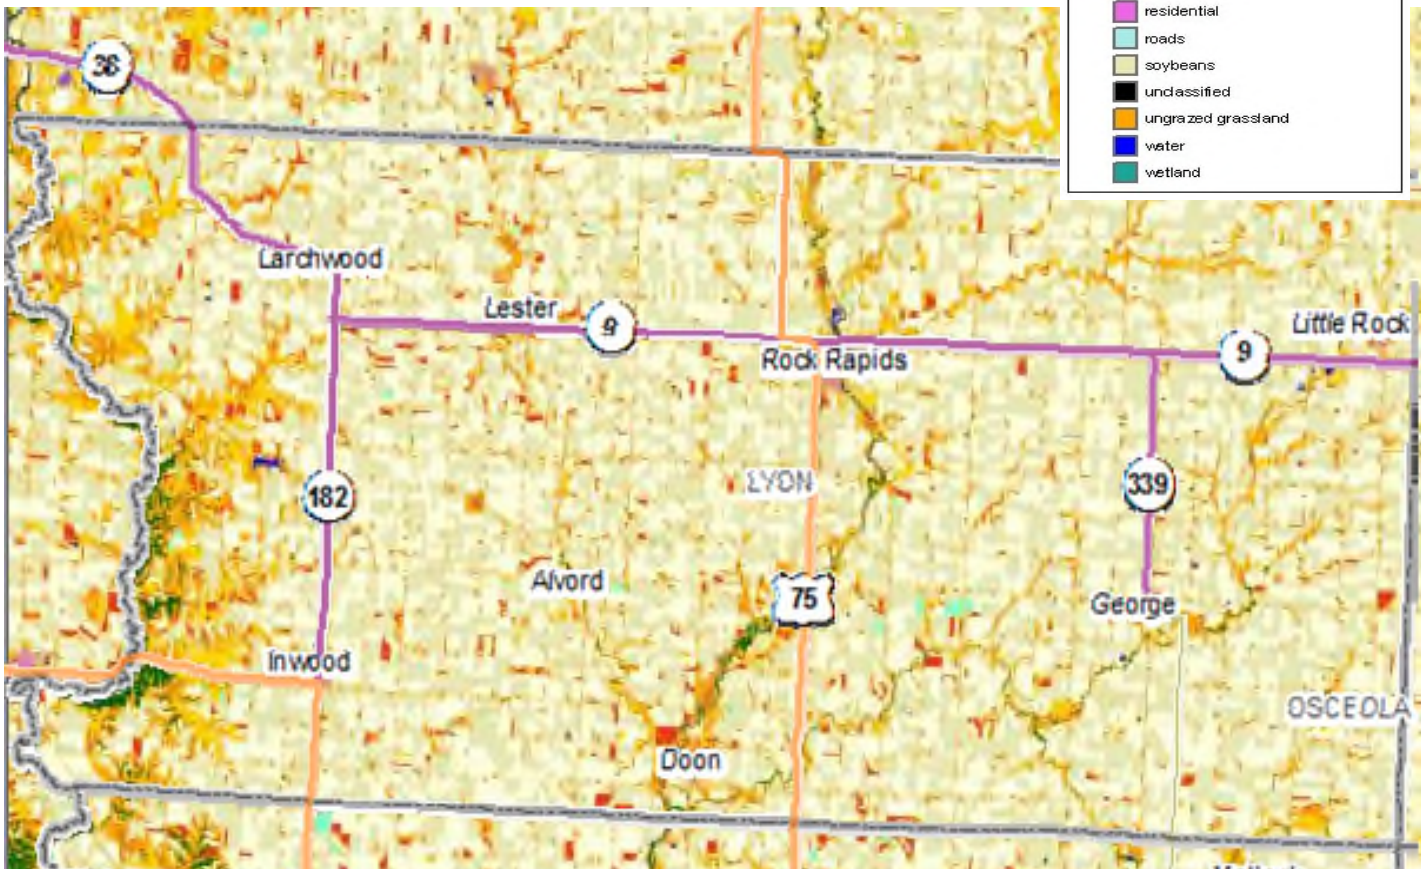 residential
roads
soybeans
unclassified
ungrazed grassland
water
wetland
36
Larchwood
Lester
9
Little Rock
Rock Rapids
9
LYON
182
339
Alvord
75
George
Inwood
OSCEOLA
Doon